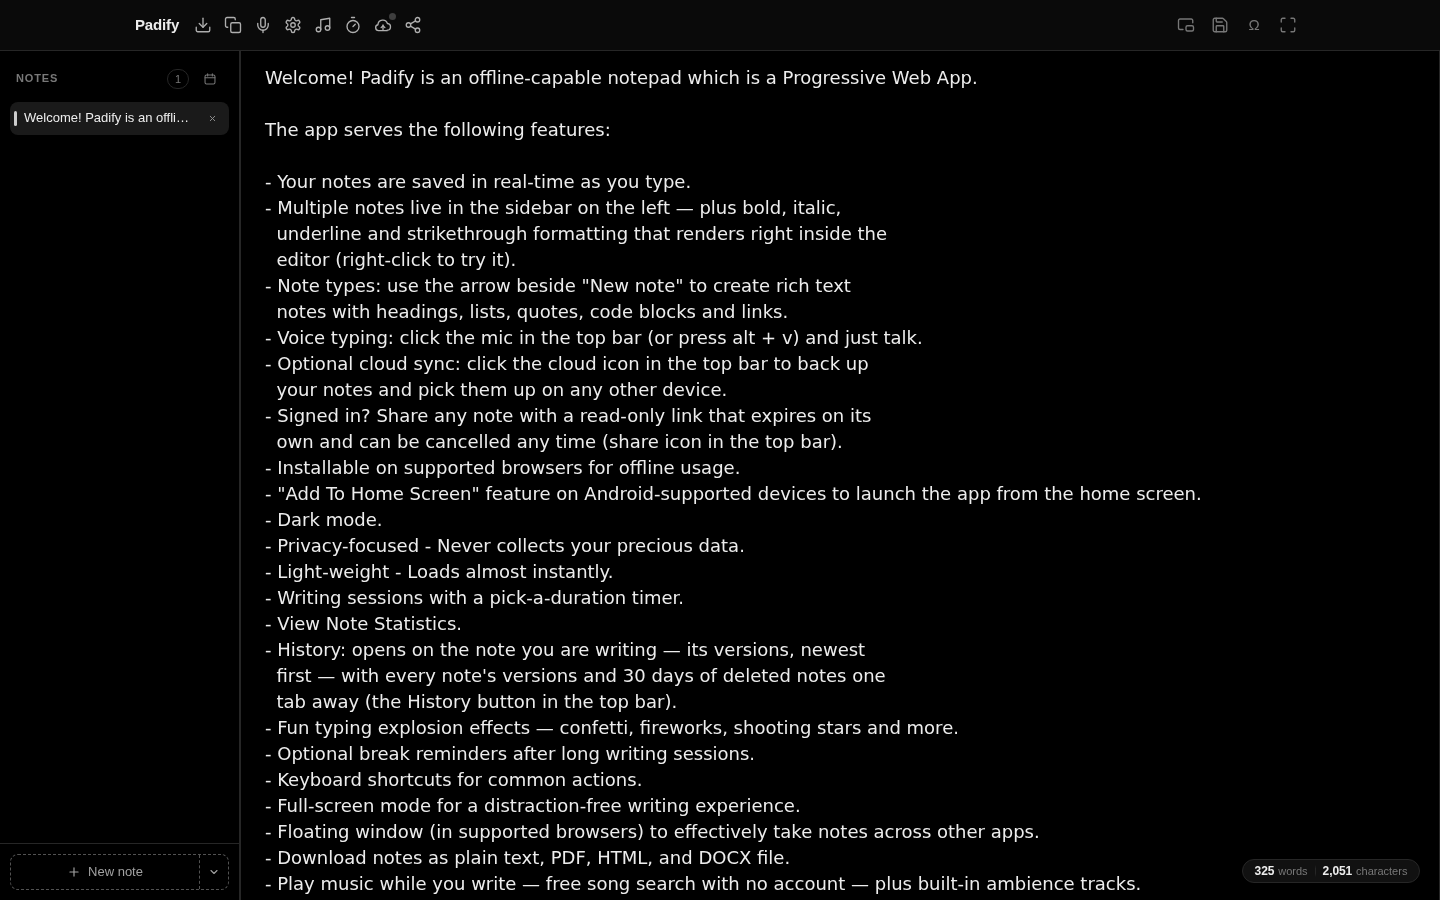 Padify
Ω
NOTES
1
Welcome! Padify is an offli...
New note
Welcome! Padify is an offline-capable notepad which is a Progressive Web App.
The app serves the following features:
- Your notes are saved in real-time as you type.
- Multiple notes live in the sidebar on the left — plus bold, italic,
underline and strikethrough formatting that renders right inside the
editor (right-click to try it).
- Note types: use the arrow beside "New note" to create rich text
notes with headings, lists, quotes, code blocks and links.
- Voice typing: click the mic in the top bar (or press alt + v) and just talk.
- Optional cloud sync: click the cloud icon in the top bar to back up
your notes and pick them up on any other device.
- Signed in? Share any note with a read-only link that expires on its
own and can be cancelled any time (share icon in the top bar).
- Installable on supported browsers for offline usage.
- "Add To Home Screen" feature on Android-supported devices to launch the app from the home screen.
- Dark mode.
- Privacy-focused - Never collects your precious data.
- Light-weight - Loads almost instantly.
- Writing sessions with a pick-a-duration timer.
- View Note Statistics.
- History: opens on the note you are writing — its versions, newest
first — with every note's versions and 30 days of deleted notes one
tab away (the History button in the top bar).
- Fun typing explosion effects — confetti, fireworks, shooting stars and more.
- Optional break reminders after long writing sessions.
- Keyboard shortcuts for common actions.
- Full-screen mode for a distraction-free writing experience.
- Floating window (in supported browsers) to effectively take notes across other apps.
- Download notes as plain text, PDF, HTML, and DOCX file.
- Play music while you write — free song search with no account — plus built-in ambience tracks.
325 words 2,051 characters